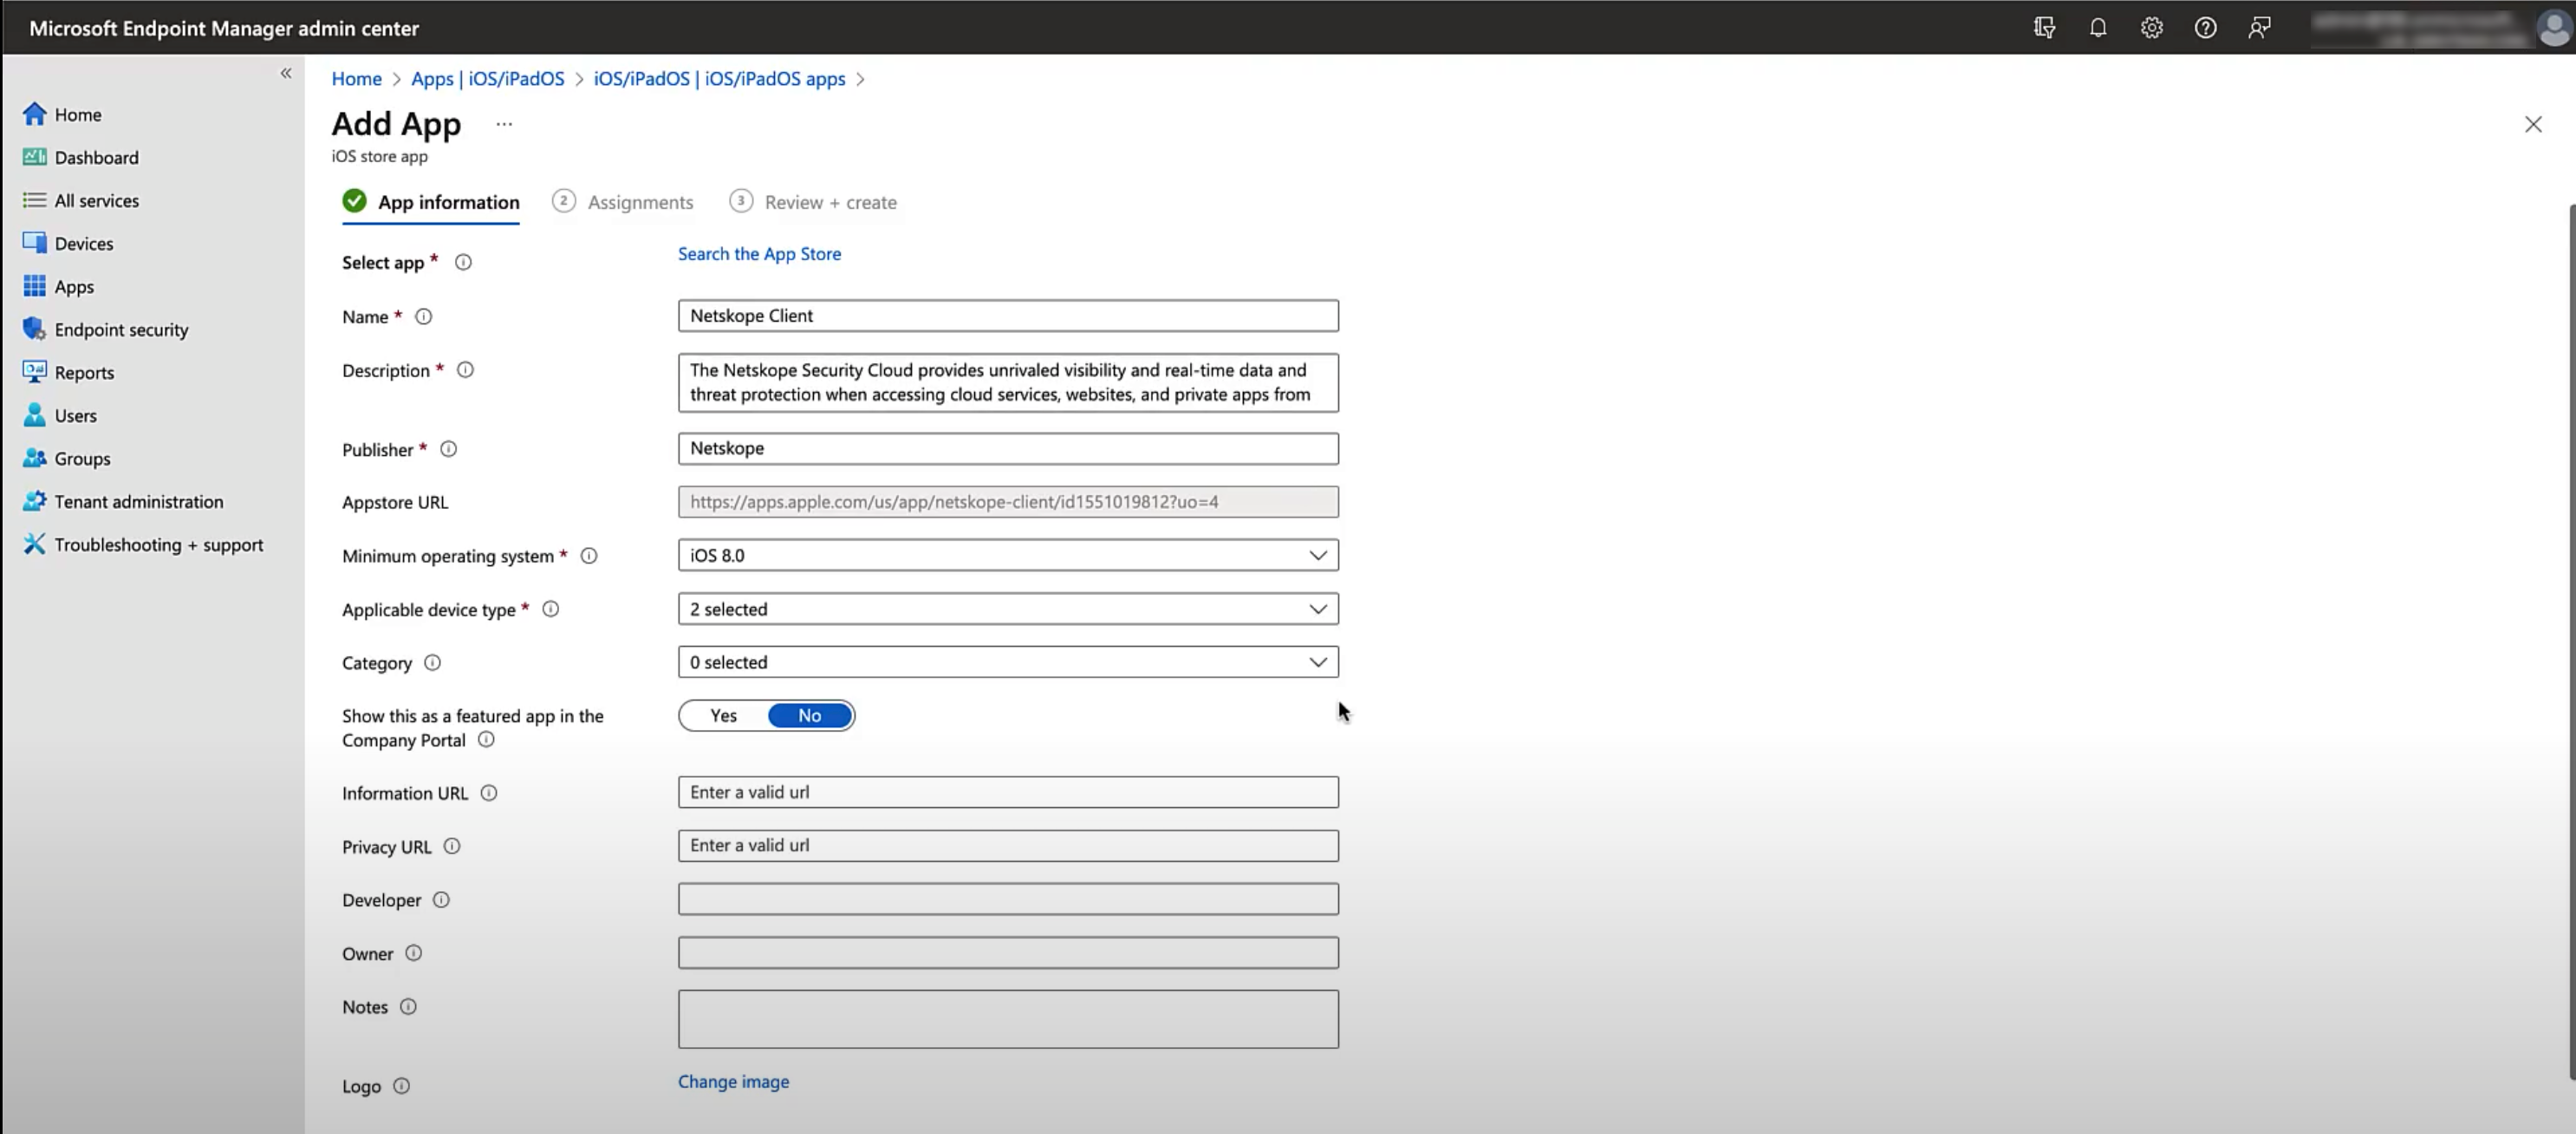 Microsoft Endpoint Manager admin center
«
Home > Apps | iOS/iPadOS > iOS/iPadOS | iOS/iPadOS apps >
Home
Dashboard
All services
Devices
Apps
Endpoint security
Reports
Users
Groups
Tenant administration
Troubleshooting + support
Add App ...
iOS store app
App information
2 Assignments
3 Review + create
Select app *
Search the App Store
Name *
Netskope Client
Description *
The Netskope Security Cloud provides unrivaled visibility and real-time data and
threat protection when accessing cloud services, websites, and private apps from
Publisher *
Netskope
Appstore URL
https://apps.apple.com/us/app/netskope-client/id1551019812?uo=4
Minimum operating system *
iOS 8.0
Applicable device type *
2 selected
Category
0 selected
Show this as a featured app in the
Company Portal
Yes No
Information URL
Enter a valid url
Privacy URL
Enter a valid url
Developer
Owner
Notes
Logo
Change image